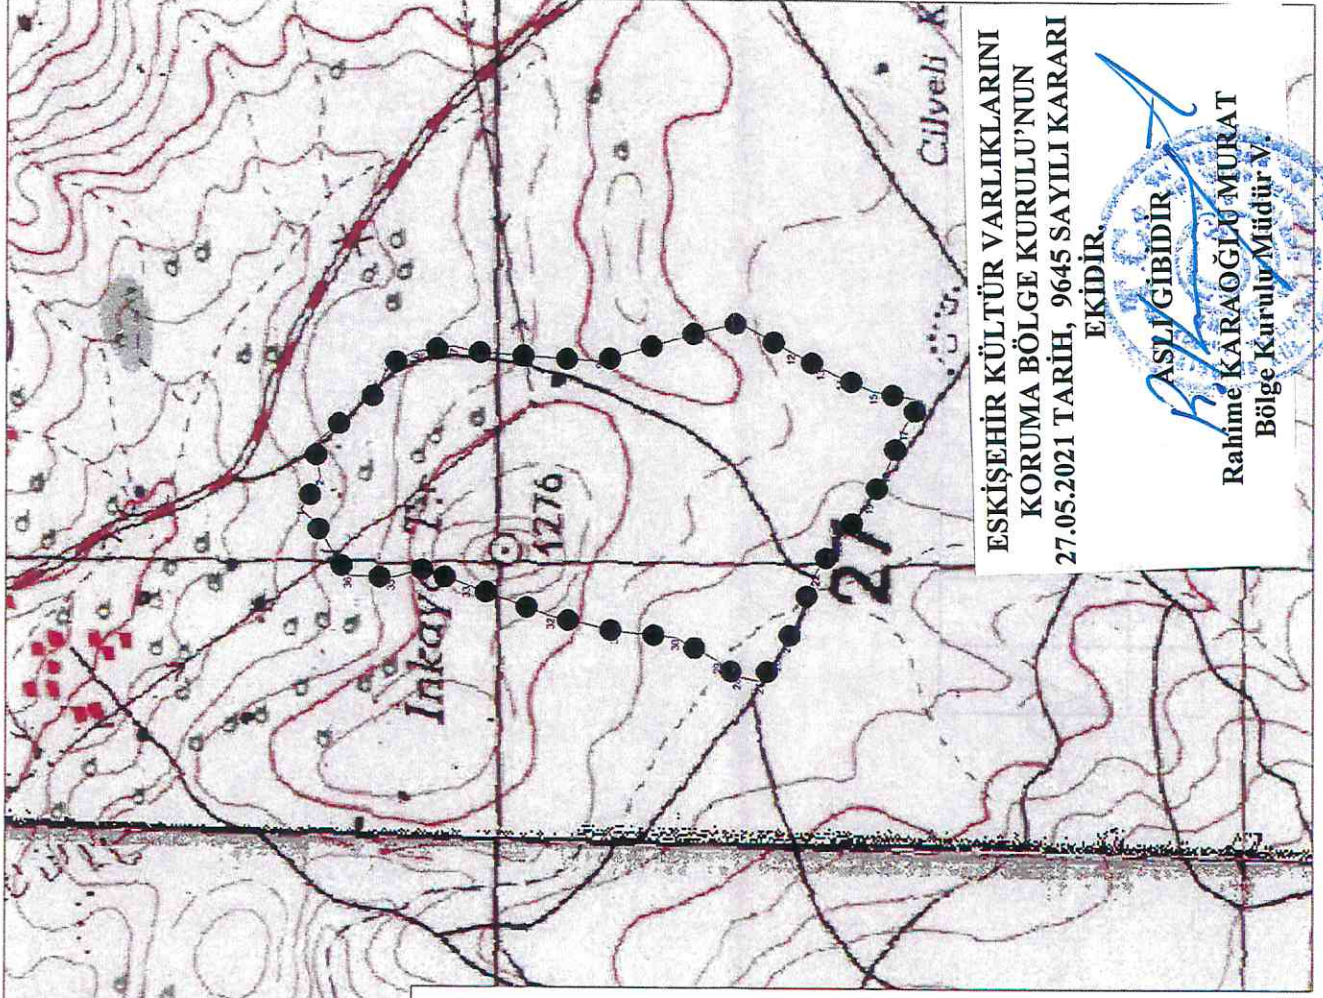 ESKİŞEHİR KÜLTÜR VARLIKLARINI
KORUMA BÖLGE KURULU'NUN
27.05.2021 TARİH, 9645 SAYILI KARARI
EKİDİR.
ASLI GİBİDİR
Rahime KARAOĞLU MURAT
Bölge Kurulu Müdür V.
Cilveli K
İnkaya T.
1276
27